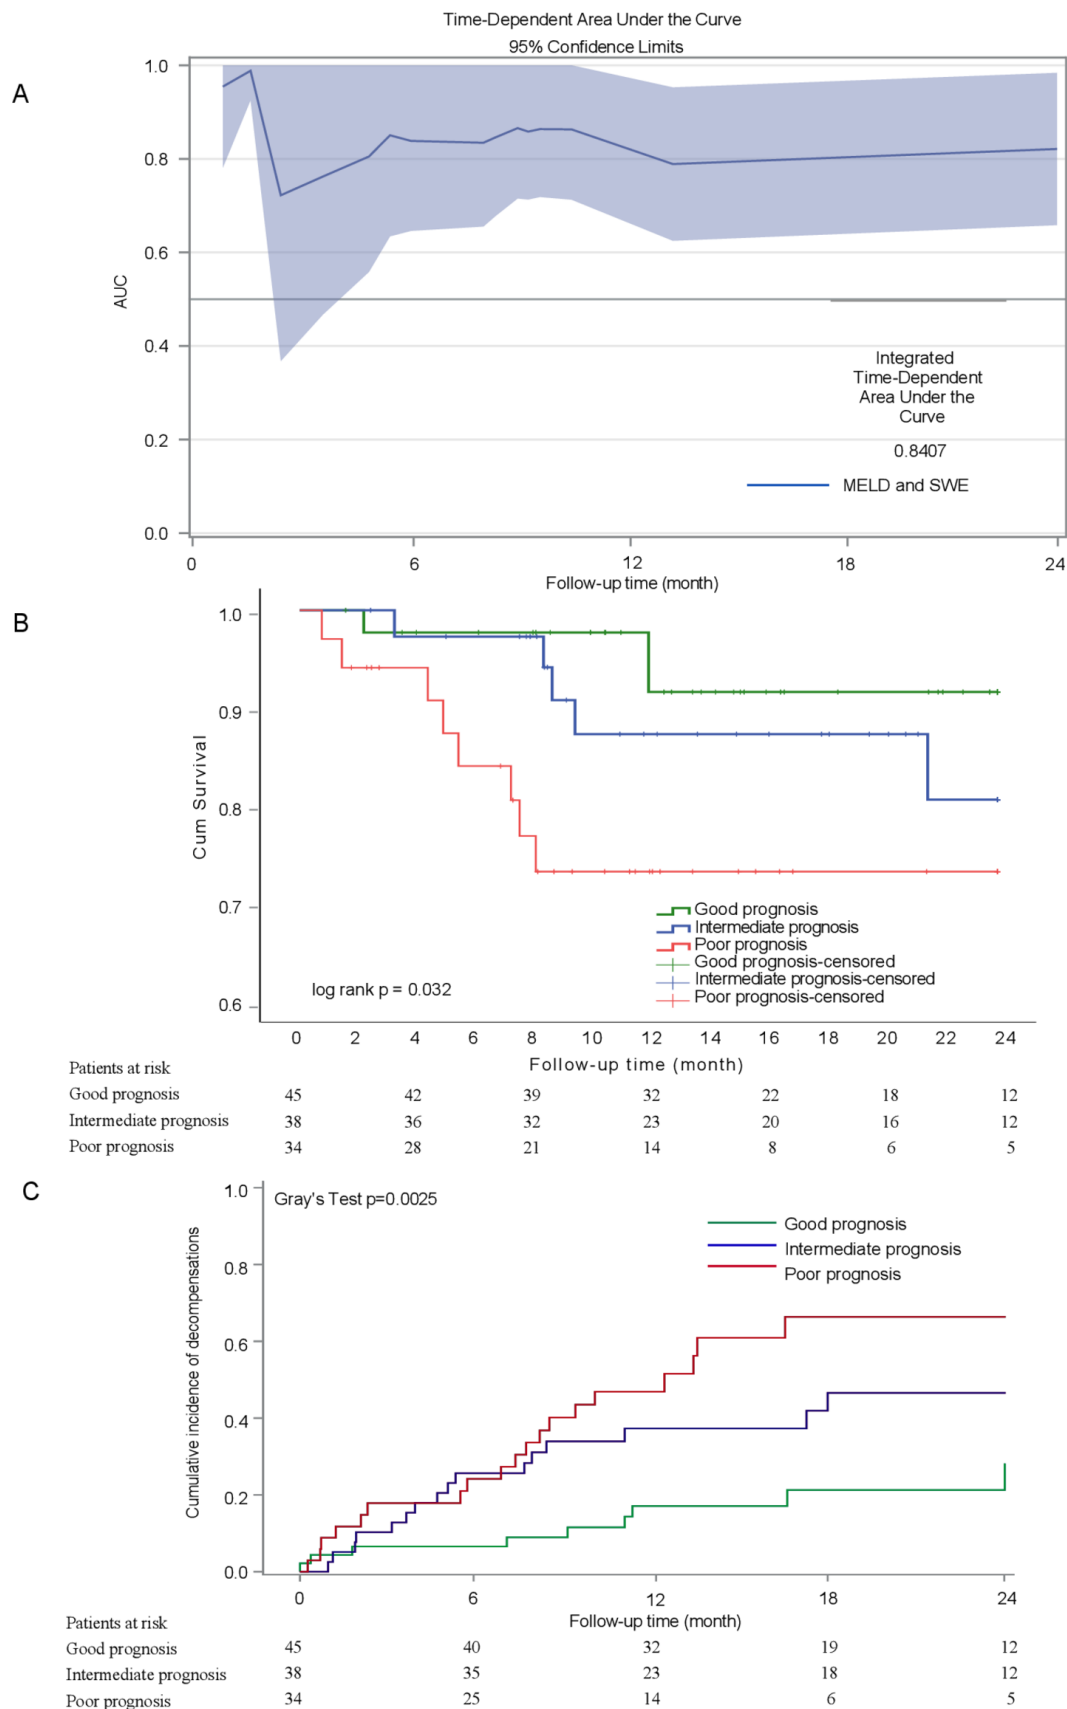 Time-Dependent Area Under the Curve
95% Confidence Limits
A
1.0
0.8
0.6
0.4
0.2
0.0
AUC
Integrated
Time-Dependent
Area Under the
Curve
0.8407
MELD and SWE
0 6 12 18 24
Follow-up time (month)
B
1.0
0.9
0.8
0.7
0.6
Cum Survival
Good prognosis
Intermediate prognosis
Poor prognosis
Good prognosis-censored
Intermediate prognosis-censored
Poor prognosis-censored
log rank p = 0.032
0 2 4 6 8 10 12 14 16 18 20 22 24
Follow-up time (month)
Patients at risk
Good prognosis 45 42 39 32 22 18 12
Intermediate prognosis 38 36 32 23 20 16 12
Poor prognosis 34 28 21 14 8 6 5
C
1.0
0.8
0.6
0.4
0.2
0.0
Cumulative incidence of decompensations
Gray's Test p=0.0025
Good prognosis
Intermediate prognosis
Poor prognosis
0 6 12 18 24
Follow-up time (month)
Patients at risk
Good prognosis 45 40 32 19 12
Intermediate prognosis 38 35 23 18 12
Poor prognosis 34 25 14 6 5